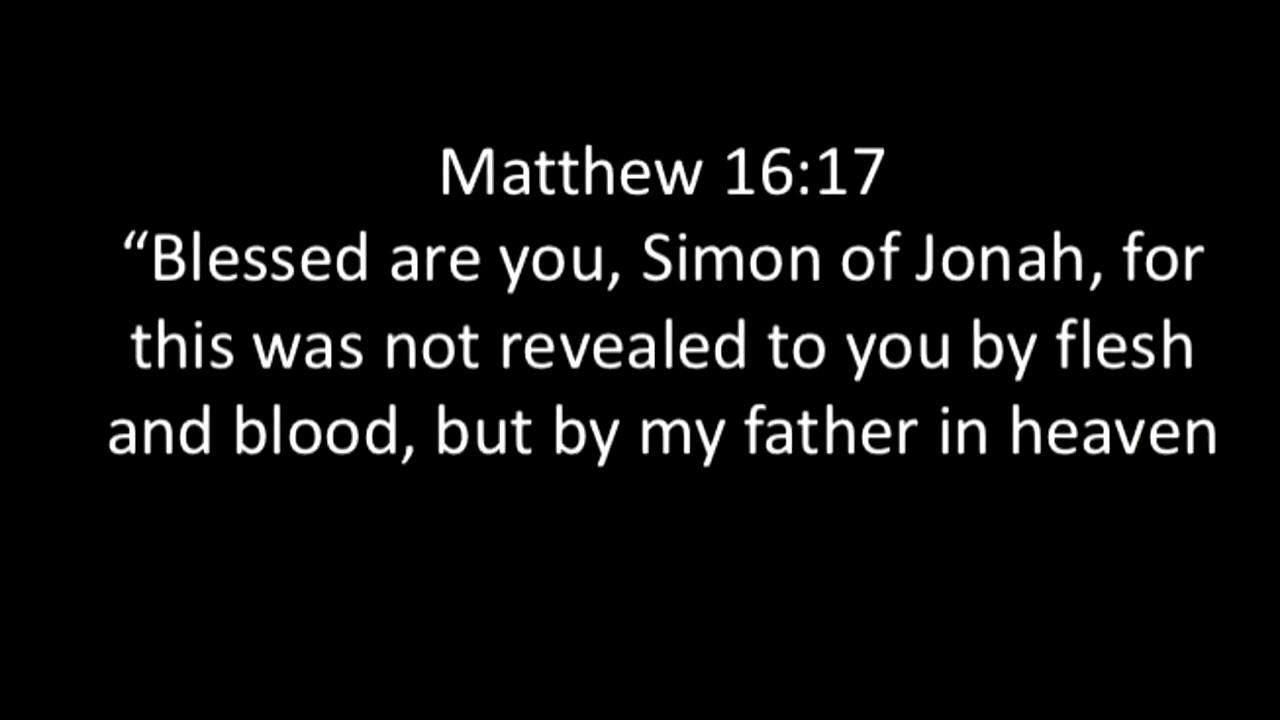 Matthew 16:17
“Blessed are you, Simon of Jonah, for
this was not revealed to you by flesh
and blood, but by my father in heaven